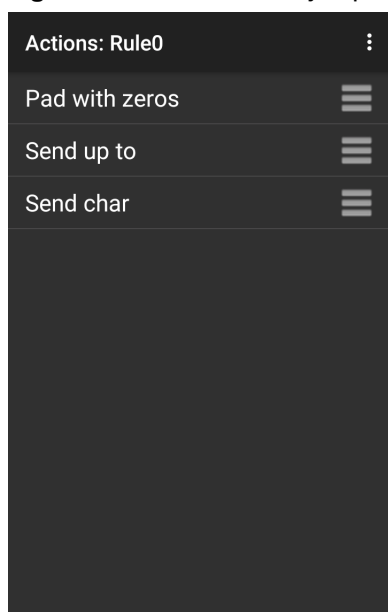 Actions: Rule0
Pad with zeros
Send up to
Send char